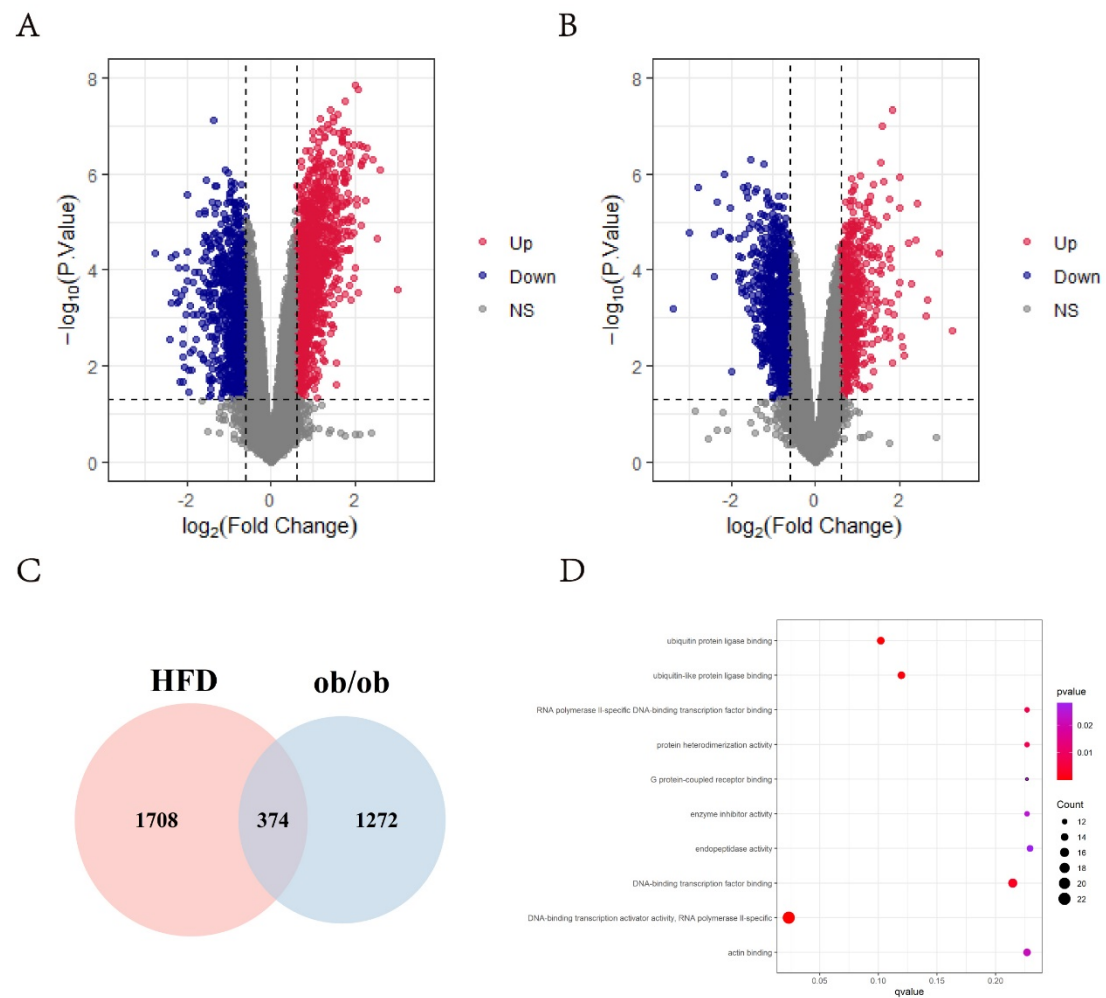 A
B
8
6
4
2
0
−log10(P.Value)
-2
0
2
log2(Fold Change)
Up
Down
NS
8
6
4
2
0
−log10(P.Value)
-2
0
2
log2(Fold Change)
Up
Down
NS
C
D
HFD
ob/ob
1708
374
1272
ubiquitin protein ligase binding
ubiquitin-like protein ligase binding
RNA polymerase II-specific DNA-binding transcription factor binding
protein heterodimerization activity
G protein-coupled receptor binding
enzyme inhibitor activity
endopeptidase activity
DNA-binding transcription factor binding
DNA-binding transcription activator activity, RNA polymerase II-specific
actin binding
0.05
0.10
0.15
0.20
qvalue
pvalue
0.02
0.01
Count
12
14
16
18
20
22